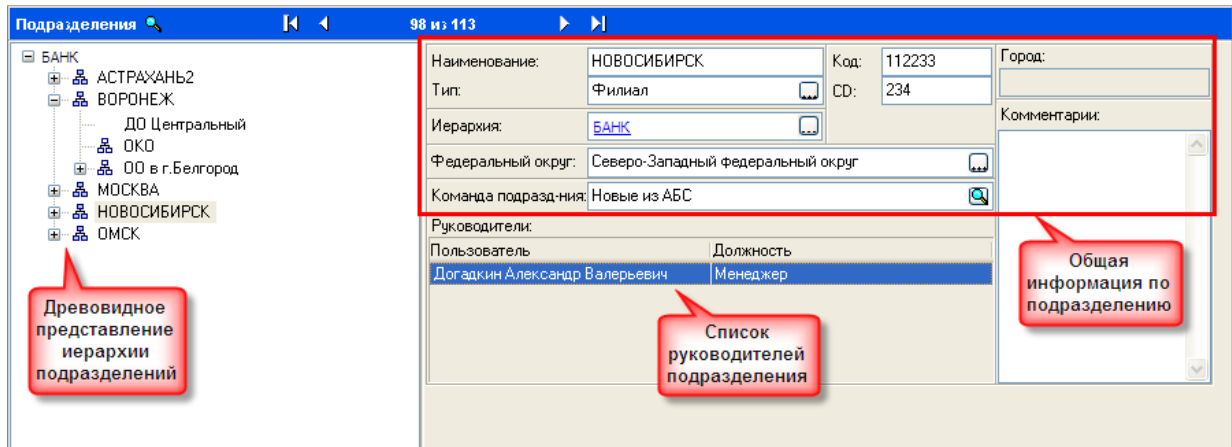 Подразделения 98 из 113
БАНК
АСТРАХАНЬ2
ВОРОНЕЖ
ДО Центральный
ОКО
ОО в г.Белгород
МОСКВА
НОВОСИБИРСК
ОМСК
Древовидное
представление
иерархии
подразделений
Наименование: НОВОСИБИРСК Код: 112233
Тип: Филиал ... CD: 234
Иерархия: БАНК ...
Федеральный округ: Северо-Западный федеральный округ ...
Команда подразд-ния: Новые из АБС
Город:
Комментарии:
Руководители:
Пользователь Должность
Догадкин Александр Валерьевич Менеджер
Список
руководителей
подразделения
Общая
информация по
подразделению